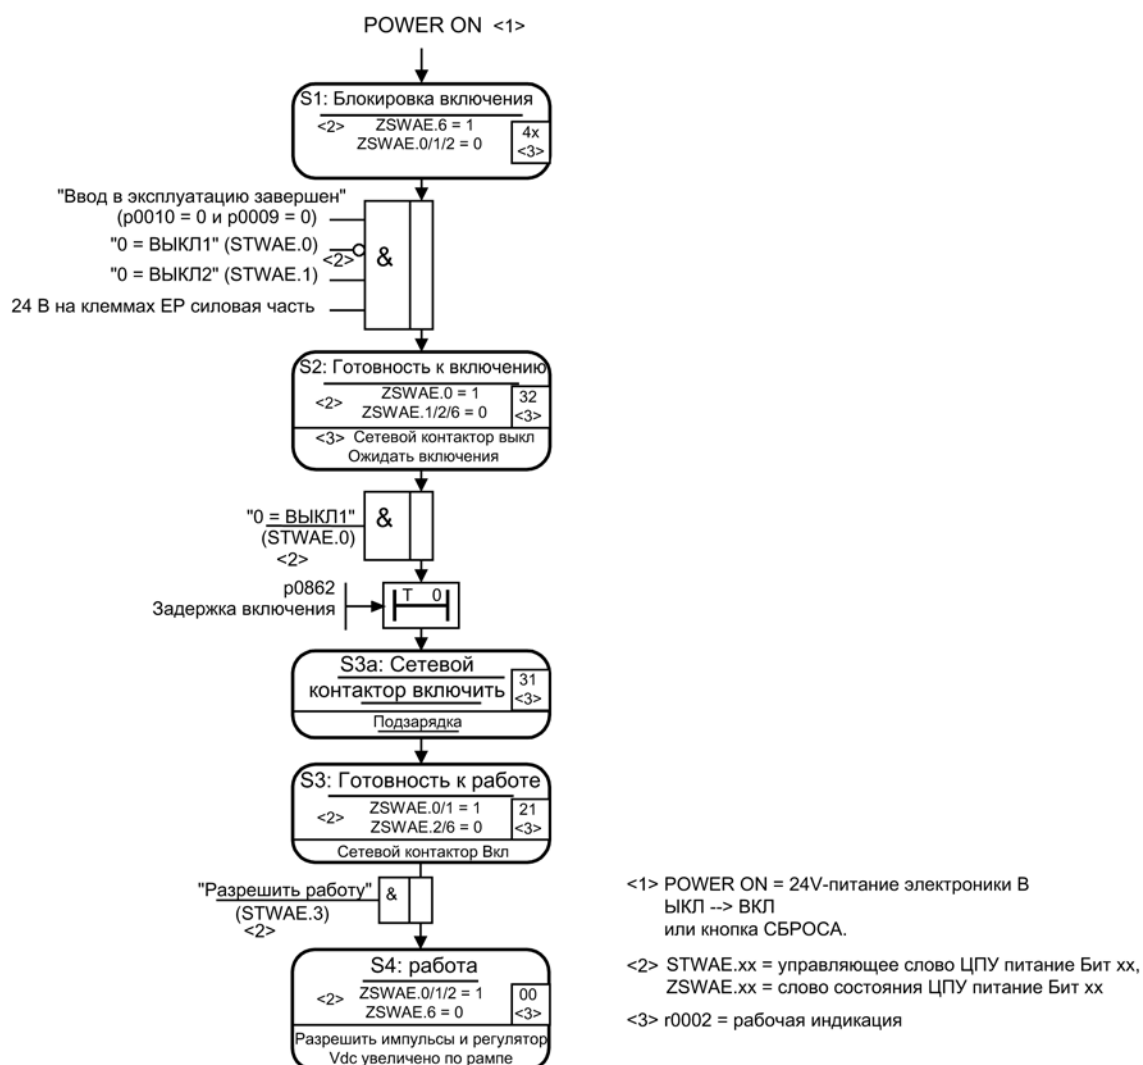 POWER ON <1>
S1: Блокировка включения
<2> ZSWAE.6 = 1
ZSWAE.0/1/2 = 0
4x
<3>
"Ввод в эксплуатацию завершен"
(p0010 = 0 и p0009 = 0)
"0 = ВЫКЛ1" (STWAE.0)
<2>
"0 = ВЫКЛ2" (STWAE.1)
24 В на клеммах EP силовая часть
&
S2: Готовность к включению
<2> ZSWAE.0 = 1
ZSWAE.1/2/6 = 0
32
<3>
<3> Сетевой контактор выкл
Ожидать включения
"0 = ВЫКЛ1"
(STWAE.0)
<2>
&
p0862
Задержка включения
T 0
S3a: Сетевой
контактор включить
31
<3>
Подзарядка
S3: Готовность к работе
<2> ZSWAE.0/1 = 1
ZSWAE.2/6 = 0
21
<3>
Сетевой контактор Вкл
"Разрешить работу"
(STWAE.3)
<2>
&
S4: работа
<2> ZSWAE.0/1/2 = 1
ZSWAE.6 = 0
00
<3>
Разрешить импульсы и регулятор
Vdc увеличено по рампе
<1> POWER ON = 24V-питание электроники В
ЫКЛ --> ВКЛ
или кнопка СБРОСА.
<2> STWAE.xx = управляющее слово ЦПУ питание Бит xx,
ZSWAE.xx = слово состояния ЦПУ питание Бит xx
<3> r0002 = рабочая индикация